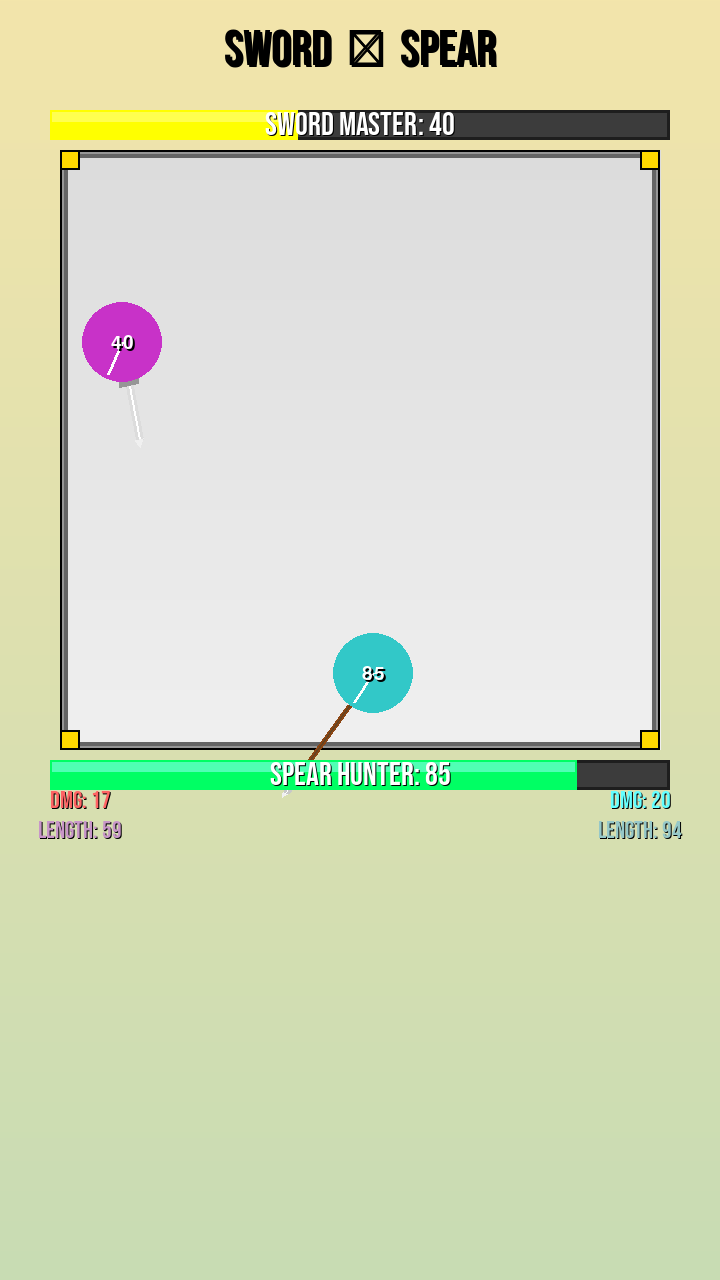 SWORD ☒ SPEAR
SWORD MASTER: 40
40
85
SPEAR HUNTER: 85
DMG: 17
DMG: 20
LENGTH: 59
LENGTH: 94